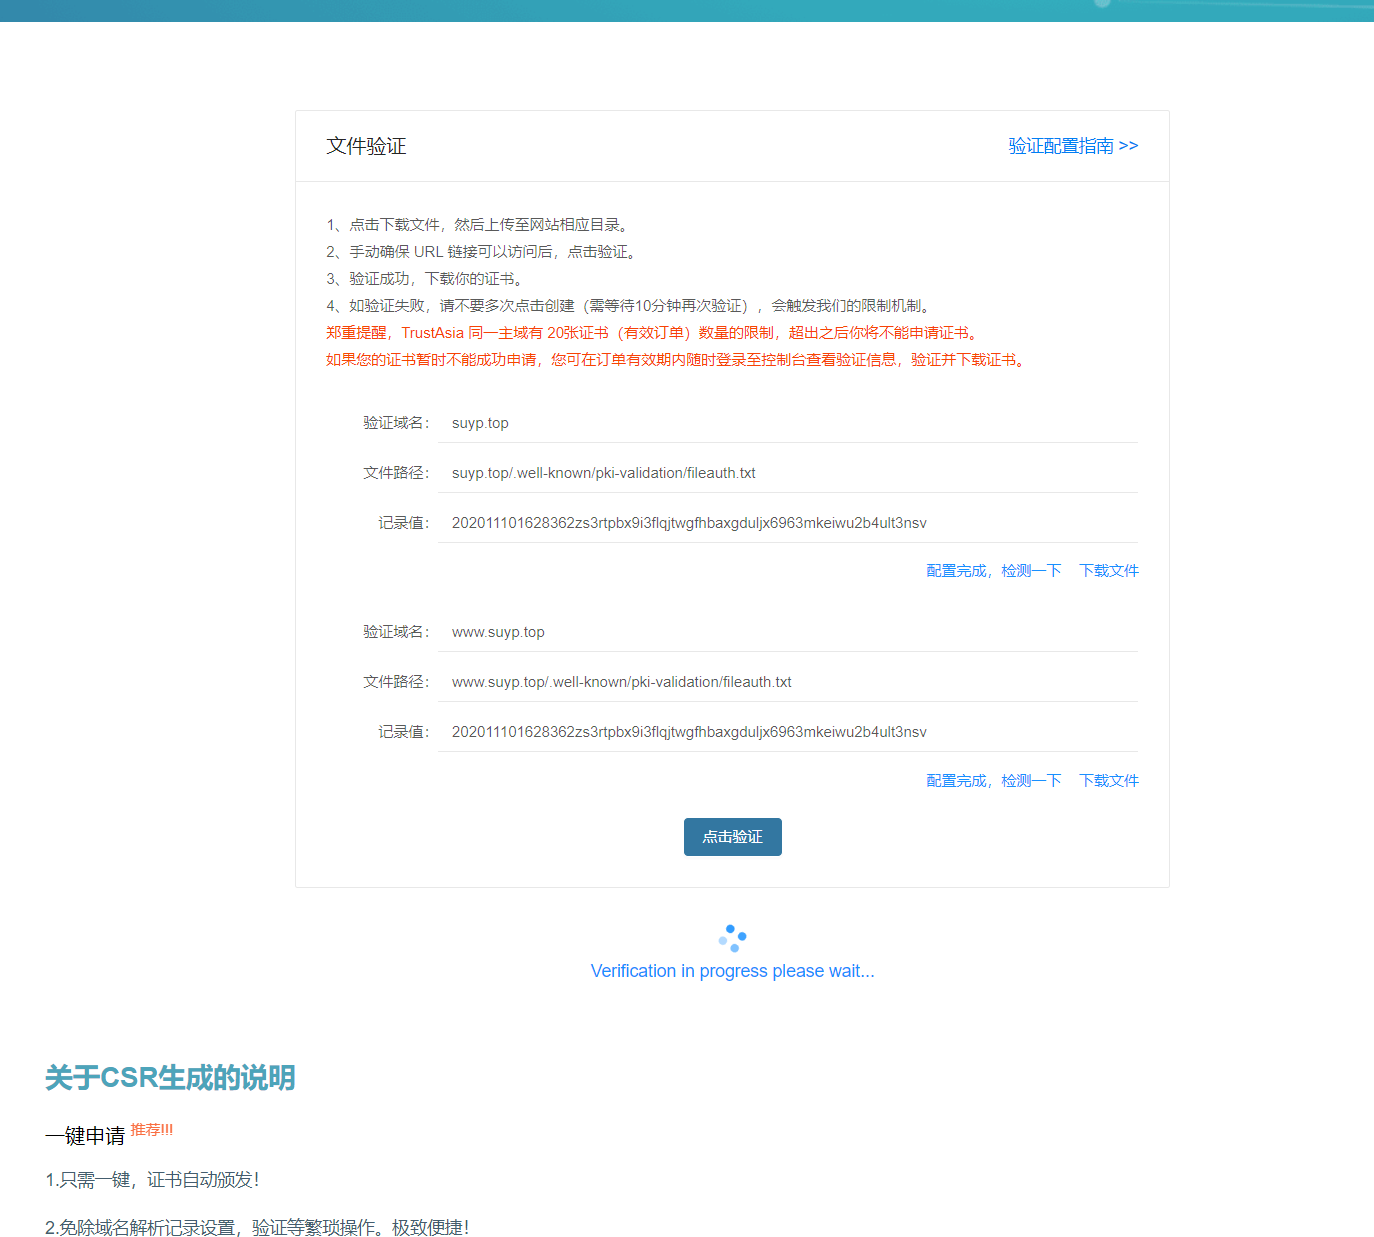 文件验证
验证配置指南 >>
1、点击下载文件，然后上传至网站相应目录。
2、手动确保 URL 链接可以访问后，点击验证。
3、验证成功，下载你的证书。
4、如验证失败，请不要多次点击创建（需等待10分钟再次验证），会触发我们的限制机制。
郑重提醒，TrustAsia 同一主域有 20张证书（有效订单）数量的限制，超出之后你将不能申请证书。
如果您的证书暂时不能成功申请，您可在订单有效期内随时登录至控制台查看验证信息，验证并下载证书。
验证域名： suyp.top
文件路径： suyp.top/.well-known/pki-validation/fileauth.txt
记录值： 202011101628362zs3rtpbx9i3flqjtwgfhbaxgduljx6963mkeiwu2b4ult3nsv
配置完成，检测一下 下载文件
验证域名： www.suyp.top
文件路径： www.suyp.top/.well-known/pki-validation/fileauth.txt
记录值： 202011101628362zs3rtpbx9i3flqjtwgfhbaxgduljx6963mkeiwu2b4ult3nsv
配置完成，检测一下 下载文件
点击验证
Verification in progress please wait...
关于CSR生成的说明
一键申请 推荐!!!
1.只需一键，证书自动颁发！
2.免除域名解析记录设置，验证等繁琐操作。极致便捷！